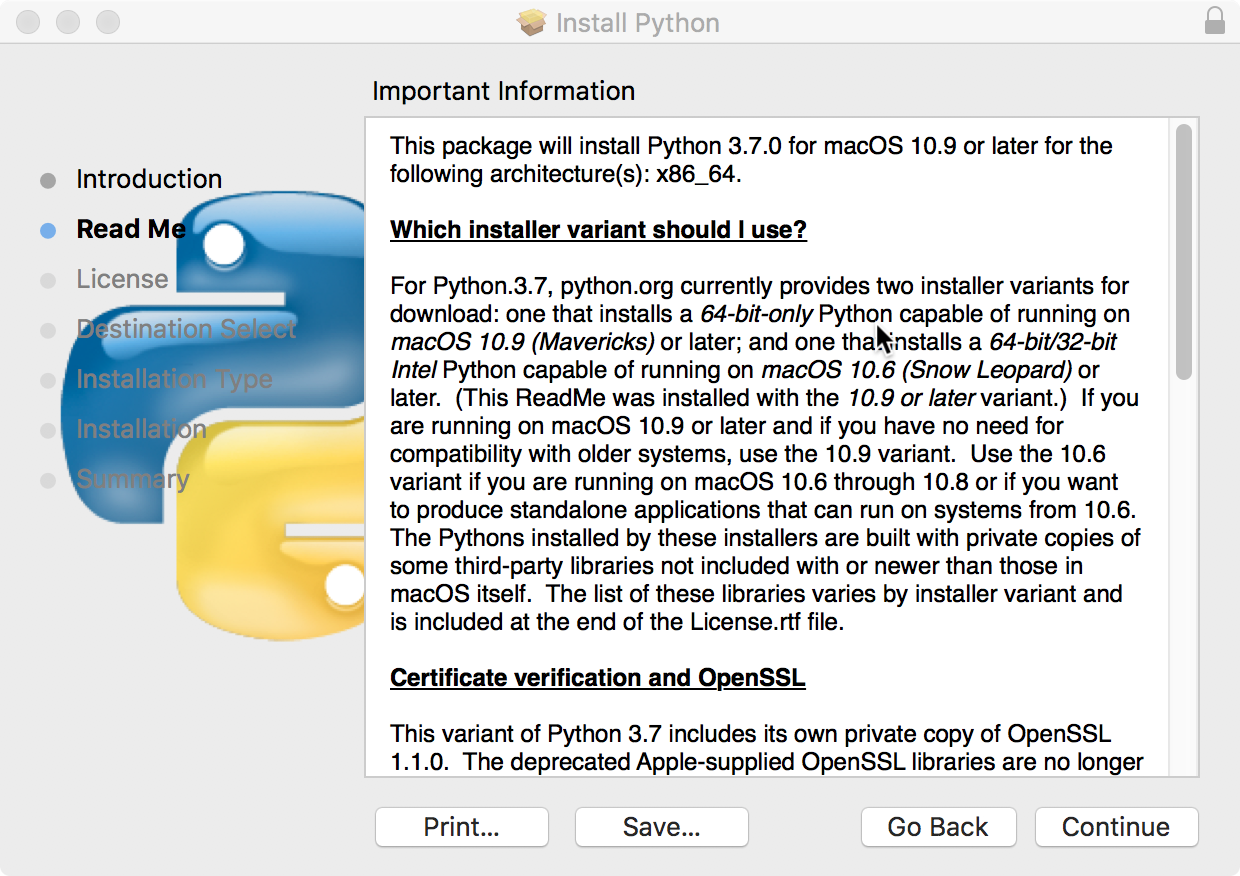 Install Python
Important Information
Introduction
Read Me
License
Destination Select
Installation Type
Installation
Summary
This package will install Python 3.7.0 for macOS 10.9 or later for the
following architecture(s): x86_64.
Which installer variant should I use?
For Python.3.7, python.org currently provides two installer variants for
download: one that installs a 64-bit-only Python capable of running on
macOS 10.9 (Mavericks) or later; and one that installs a 64-bit/32-bit
Intel Python capable of running on macOS 10.6 (Snow Leopard) or
later.  (This ReadMe was installed with the 10.9 or later variant.)  If you
are running on macOS 10.9 or later and if you have no need for
compatibility with older systems, use the 10.9 variant.  Use the 10.6
variant if you are running on macOS 10.6 through 10.8 or if you want
to produce standalone applications that can run on systems from 10.6.
The Pythons installed by these installers are built with private copies of
some third-party libraries not included with or newer than those in
macOS itself.  The list of these libraries varies by installer variant and
is included at the end of the License.rtf file.
Certificate verification and OpenSSL
This variant of Python 3.7 includes its own private copy of OpenSSL
1.1.0.  The deprecated Apple-supplied OpenSSL libraries are no longer
Print...
Save...
Go Back
Continue